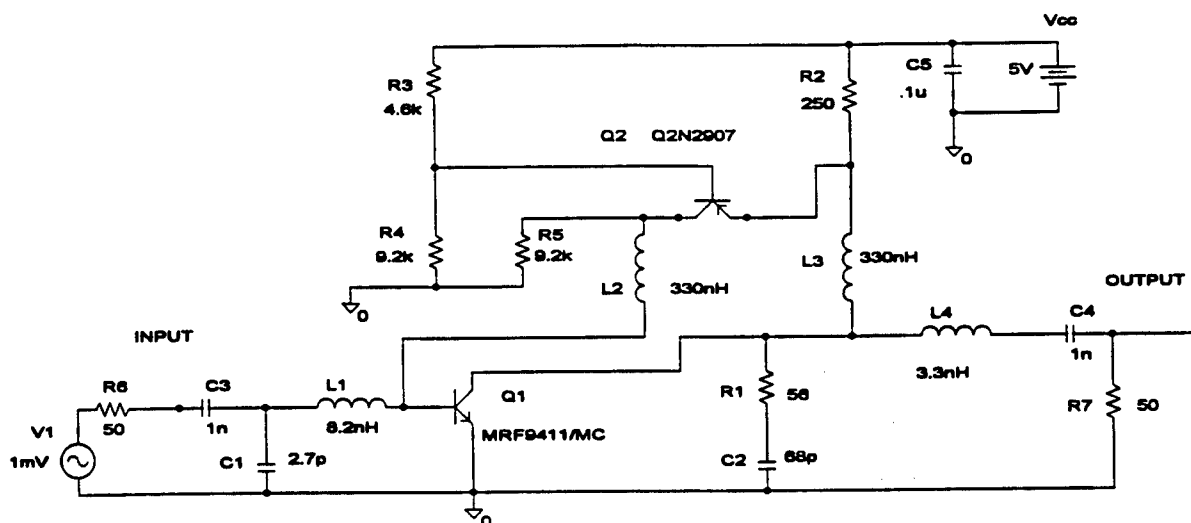 Vcc
R3
4.6k
R2
250
C5
.1u
5V
Q2 Q2N2907
0
R4
9.2k
R5
9.2k
L2
330nH
L3
330nH
0
OUTPUT
INPUT
L4
C4
1n
3.3nH
R6
50
C3
1n
L1
8.2nH
Q1
MRF9411/MC
R1
56
R7
50
V1
1mV
C1
2.7p
C2
68p
0